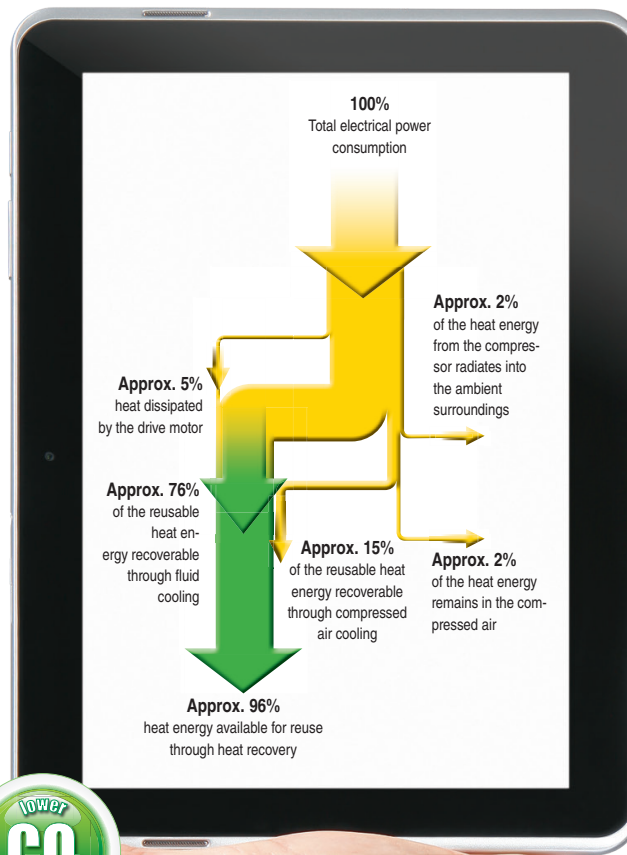 100%
Total electrical power
consumption
Approx. 2%
of the heat energy
from the compres-
sor radiates into
the ambient
surroundings
Approx. 5%
heat dissipated
by the drive motor
Approx. 76%
of the reusable
heat en-
ergy recoverable
through fluid
cooling
Approx. 15%
of the reusable heat
energy recoverable
through compressed
air cooling
Approx. 2%
of the heat energy
remains in the com-
pressed air
Approx. 96%
heat energy available for reuse
through heat recovery
lower
CO